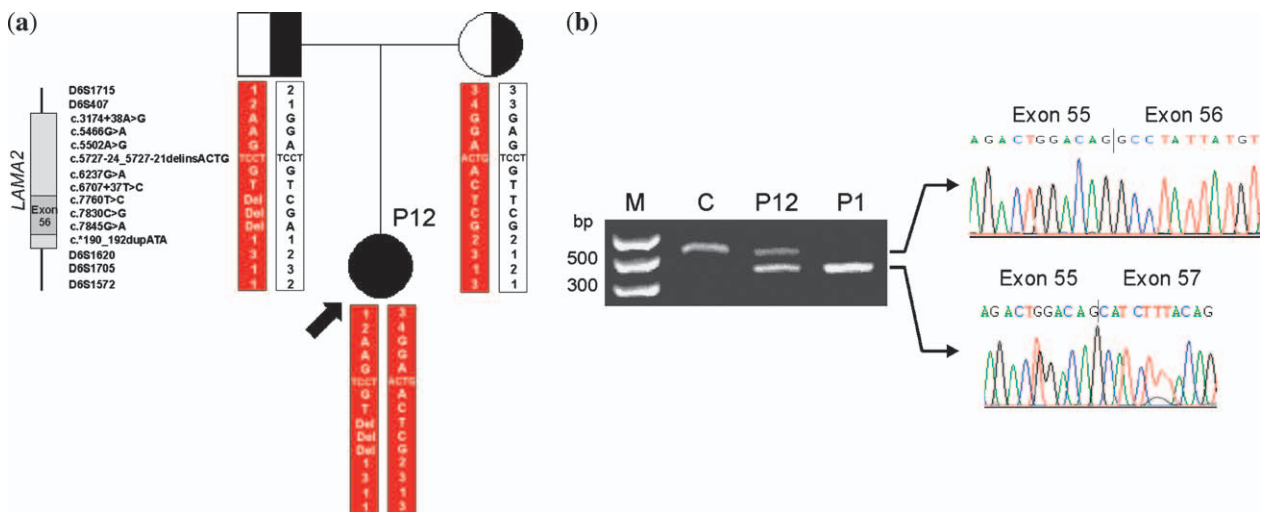 (a)
LAMA2
Exon
56
D6S1715 1 2 3 3
D6S407 2 1 4 3
c.3174+38A>G A G G G
c.5466G>A A G G A
c.5502A>G G A A G
c.5727-24_5727-21delinsACTG TCCT TCCT ACTG TCCT
c.6237G>A G G A G
c.6707+37T>C T T C T
c.7760T>C Del C T T
c.7830C>G Del G C C
c.7845G>A Del A G G
c.*190_192dupATA 1 1 2 2
D6S1620 3 2 3 1
D6S1705 1 3 1 2
D6S1572 1 2 3 1
P12
1 3
2 4
A G
A G
G A
TCCT ACTG
G A
T C
Del T
Del C
Del G
1 2
3 3
1 1
1 3
(b)
bp M C P12 P1
500
300
Exon 55 Exon 56
AGACTGGACAGGCCTATTATGT
Exon 55 Exon 57
AGACTGGACAGCATCTTTACAG